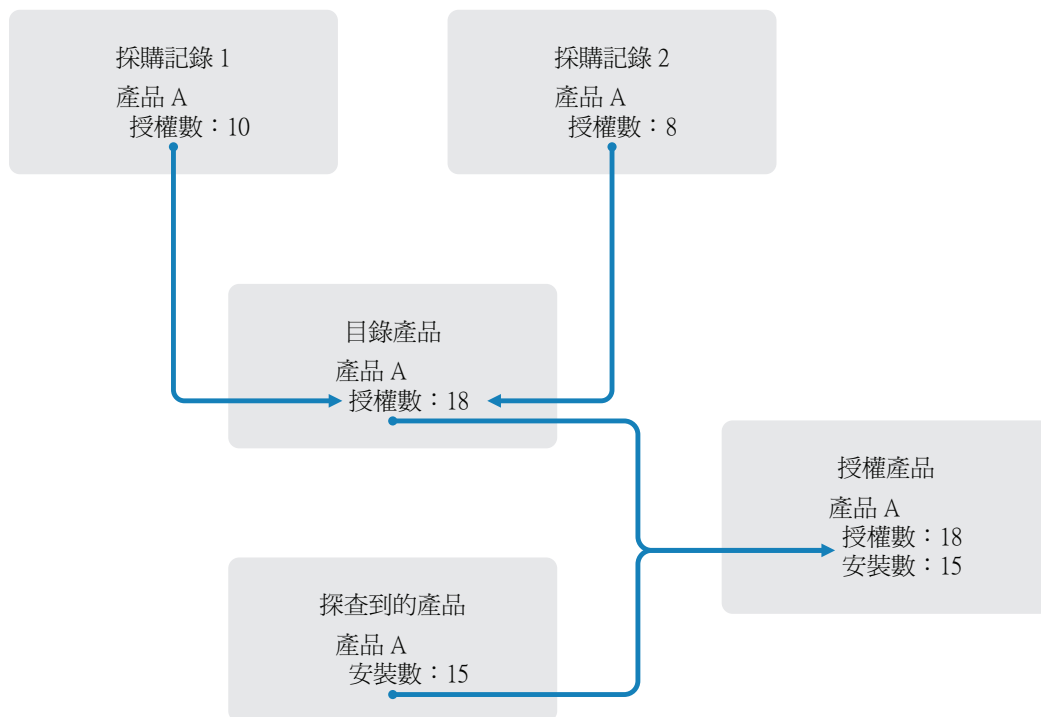 採購記錄 1
產品 A
授權數：10
採購記錄 2
產品 A
授權數：8
目錄產品
產品 A
授權數：18
授權產品
產品 A
授權數：18
安裝數：15
探查到的產品
產品 A
安裝數：15